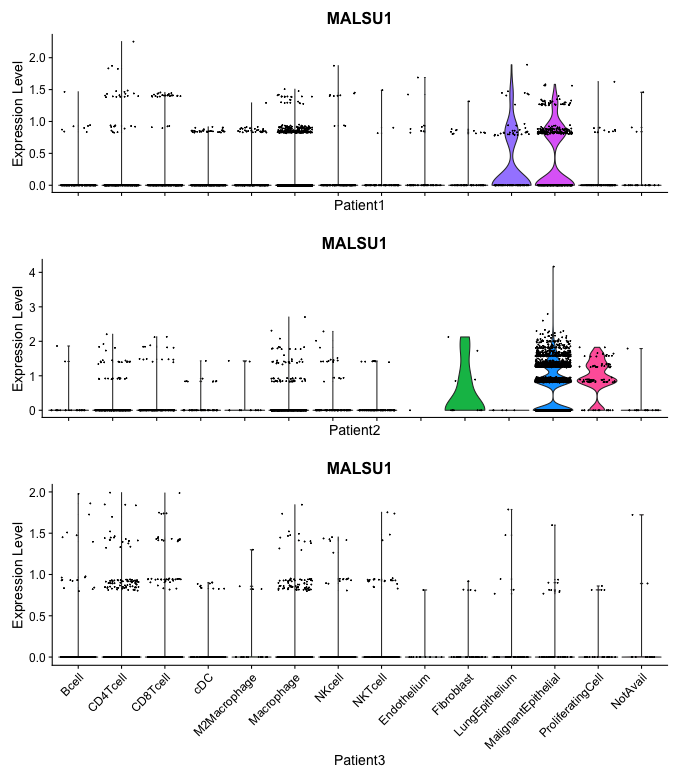 MALSU1
Expression Level
2.0
1.5
1.0
0.5
0.0
Patient1
MALSU1
Expression Level
4
3
2
1
0
Patient2
MALSU1
Expression Level
2.0
1.5
1.0
0.5
0.0
Bcell
CD4Tcell
CD8Tcell
cDC
M2Macrophage
Macrophage
NKcell
NKTcell
Endothelium
Fibroblast
LungEpithelium
MalignantEpithelial
ProliferatingCell
NotAvail
Patient3